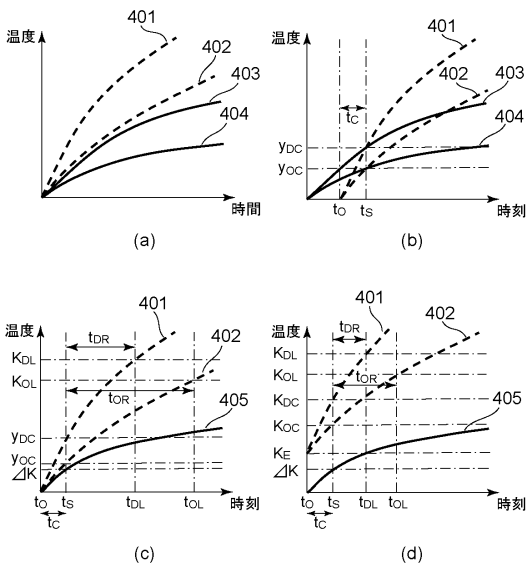 温度
401
402
403
404
時間
(a)
温度
401
402
403
404
tC
yDC
yOC
tO
tS
時刻
(b)
温度
401
tDR
KDL
402
KOL
tOR
405
yDC
yOC
⊿K
tO
tS
tDL
tOL
時刻
tC
(c)
温度
401
402
tDR
KDL
KOL
tOR
KDC
405
KOC
KE
⊿K
tO
tS
tDL
tOL
時刻
tC
(d)